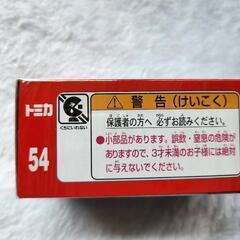 トミカ
54
くちにいれない
警告(けいこく)
保護者の方へ 必ずお読みください。
●小部品があります。誤飲・窒息の危険が
ありますので、3才未満のお子様には絶対
に与えないでください。